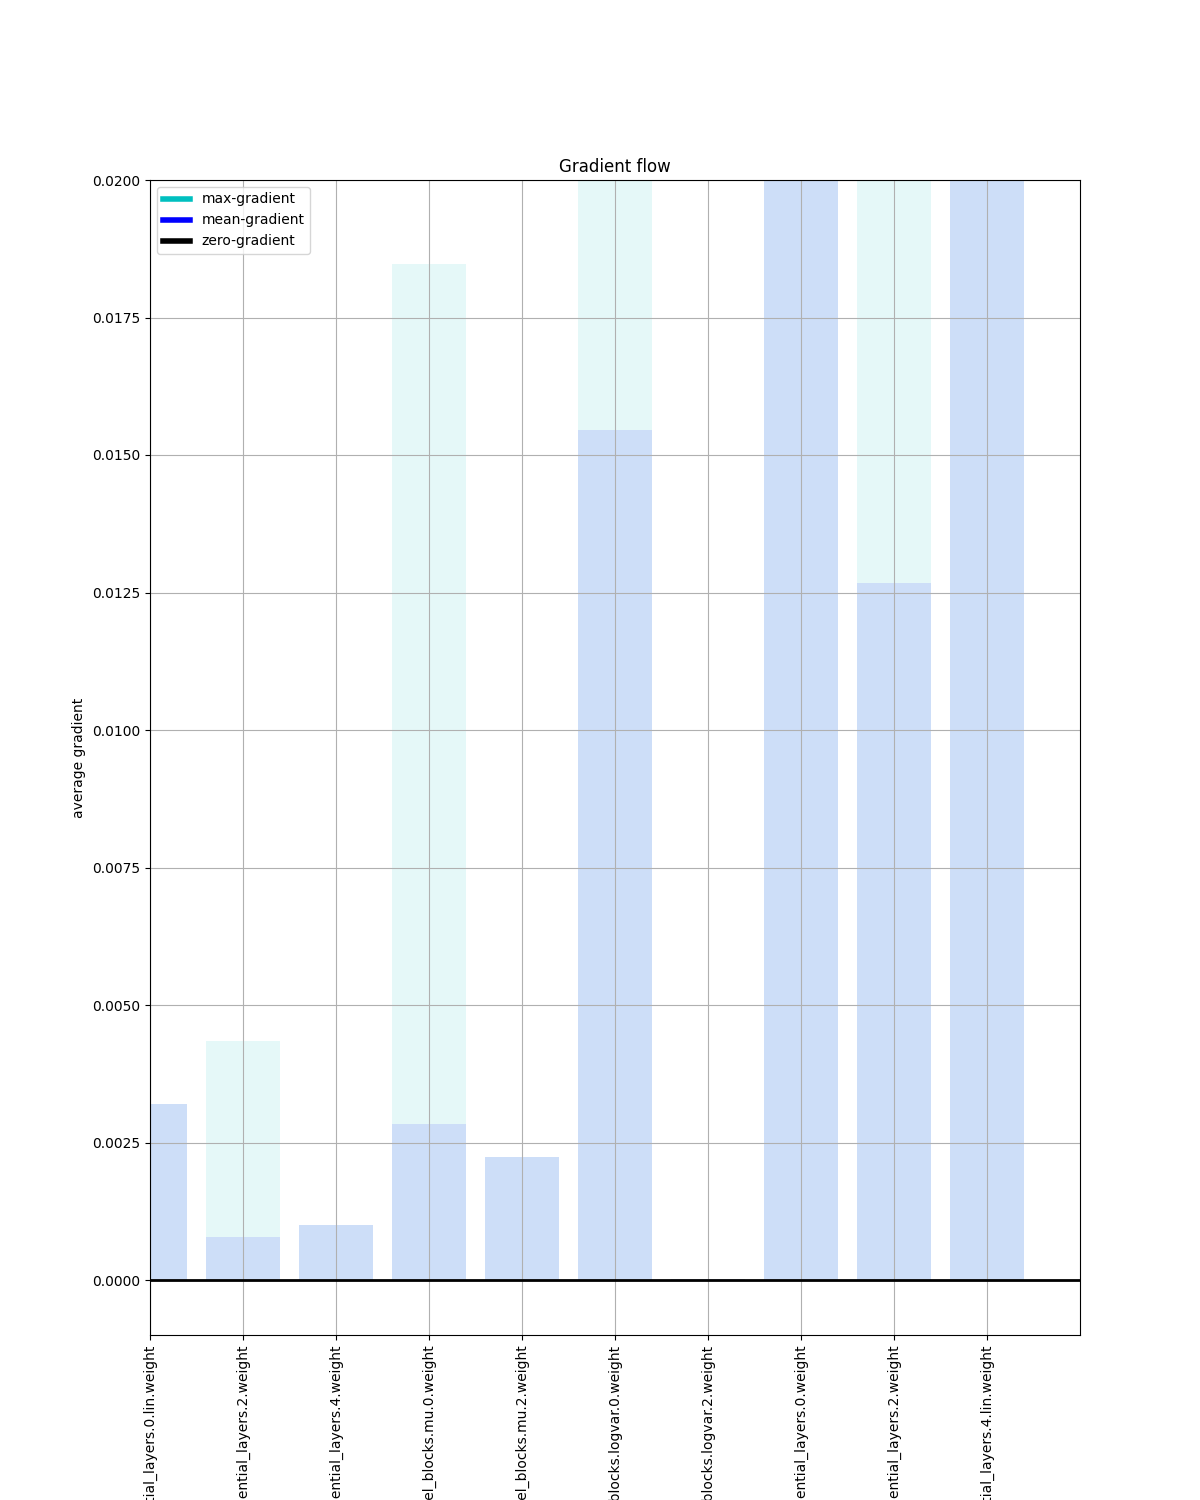 Gradient flow
max-gradient
mean-gradient
zero-gradient
0.0200
0.0175
0.0150
0.0125
0.0100
0.0075
0.0050
0.0025
0.0000
average gradient
tial_layers.0.lin.weight
ential_layers.2.weight
ential_layers.4.weight
el_blocks.mu.0.weight
el_blocks.mu.2.weight
blocks.logvar.0.weight
blocks.logvar.2.weight
ential_layers.0.weight
ential_layers.2.weight
tial_layers.4.lin.weight